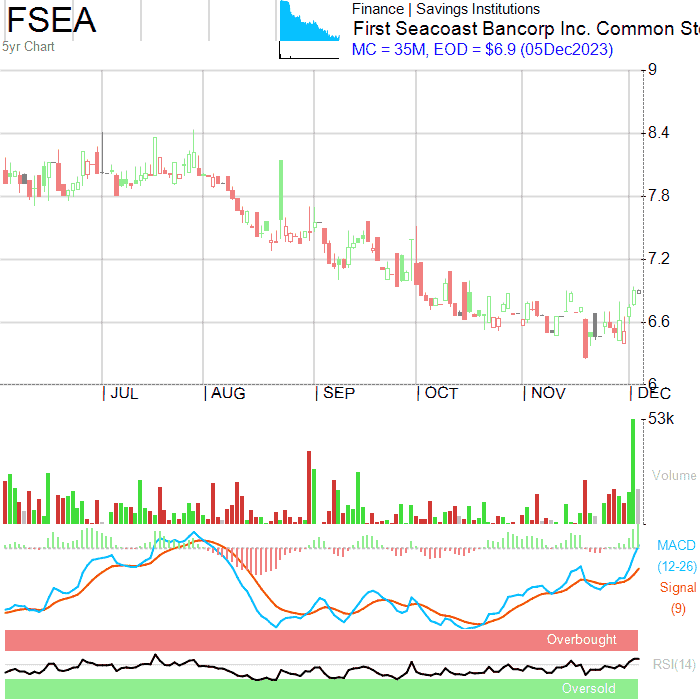 FSEA
5yr Chart
Finance | Savings Institutions
First Seacoast Bancorp Inc. Common Sto
MC = 35M, EOD = $6.9 (05Dec2023)
9
8.4
7.8
7.2
6.6
6
JUL AUG SEP OCT NOV DEC
53k
Volume
MACD
(12-26)
Signal
(9)
Overbought
RSI(14)
Oversold